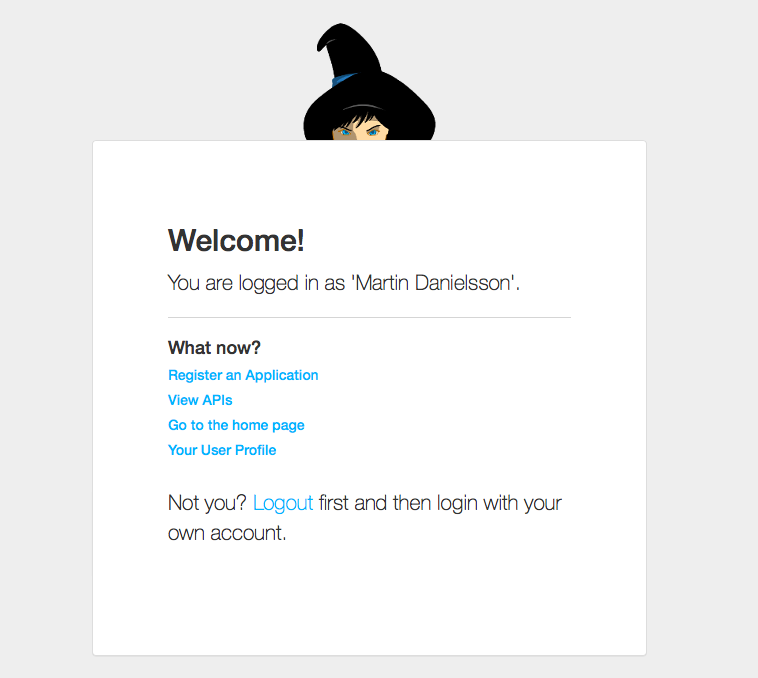 Welcome!
You are logged in as 'Martin Danielsson'.
What now?
Register an Application
View APIs
Go to the home page
Your User Profile
Not you? Logout first and then login with your
own account.